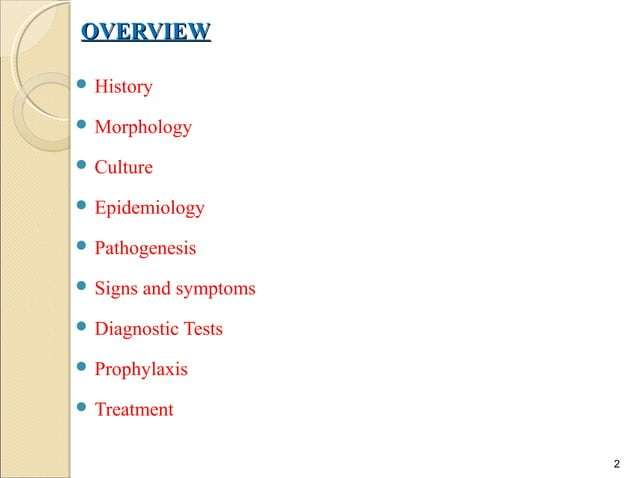 OVERVIEW
History
Morphology
Culture
Epidemiology
Pathogenesis
Signs and symptoms
Diagnostic Tests
Prophylaxis
Treatment
2